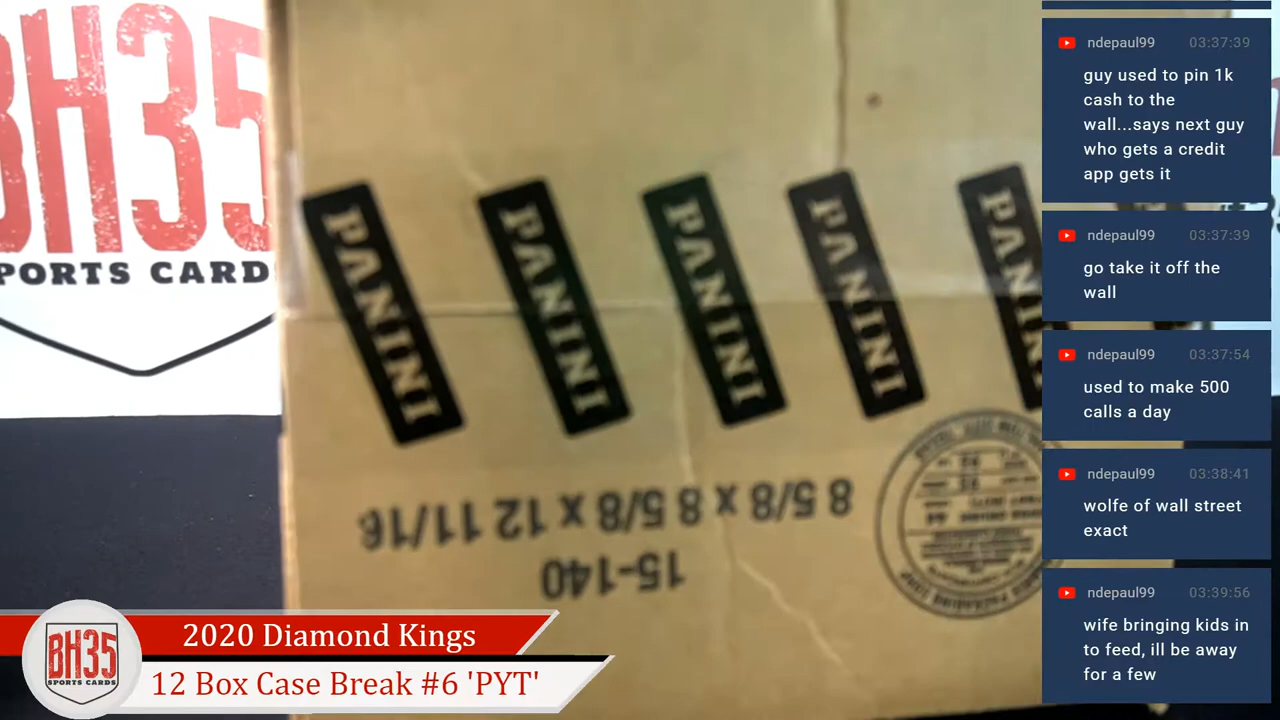 BH35
PORTS CARD
PANINI
PANINI
PANINI
PANINI
PANINI
8 5/8 x 8 5/8 x 12 11/16
15-140
BH35
SPORTS CARDS
2020 Diamond Kings
12 Box Case Break #6 'PYT'
ndepaul99 03:37:39
guy used to pin 1k
cash to the
wall...says next guy
who gets a credit
app gets it
ndepaul99 03:37:39
go take it off the
wall
ndepaul99 03:37:54
used to make 500
calls a day
ndepaul99 03:38:41
wolfe of wall street
exact
ndepaul99 03:39:56
wife bringing kids in
to feed, ill be away
for a few